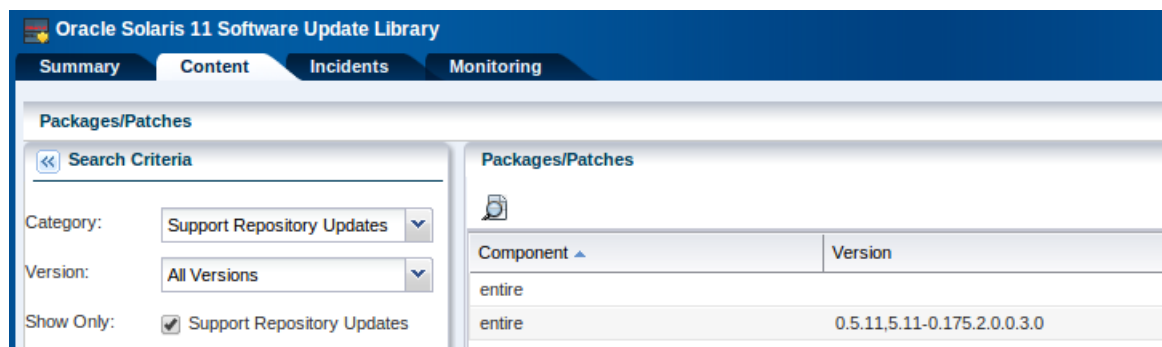 Oracle Solaris 11 Software Update Library
Summary Content Incidents Monitoring
Packages/Patches
Search Criteria
Category: Support Repository Updates
Version: All Versions
Show Only: Support Repository Updates
Packages/Patches
Component Version
entire
entire 0.5.11,5.11-0.175.2.0.0.3.0